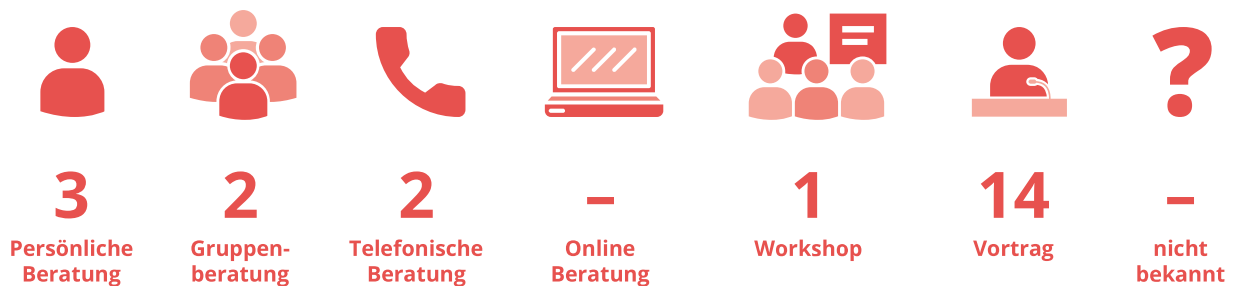 ?
3 2 2 – 1 14 –
Persönliche Gruppen- Telefonische Online Workshop Vortrag nicht
Beratung beratung Beratung Beratung bekannt